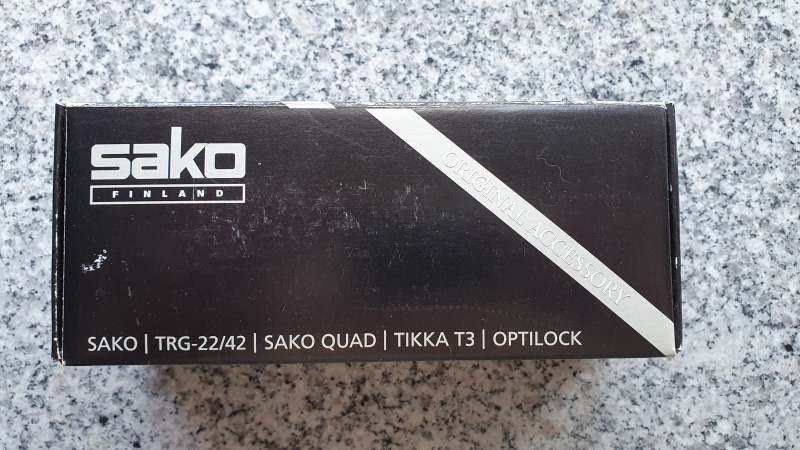 sako
FINLAND
ORIGINAL ACCESSORY
SAKO | TRG-22/42 | SAKO QUAD | TIKKA T3 | OPTILOCK